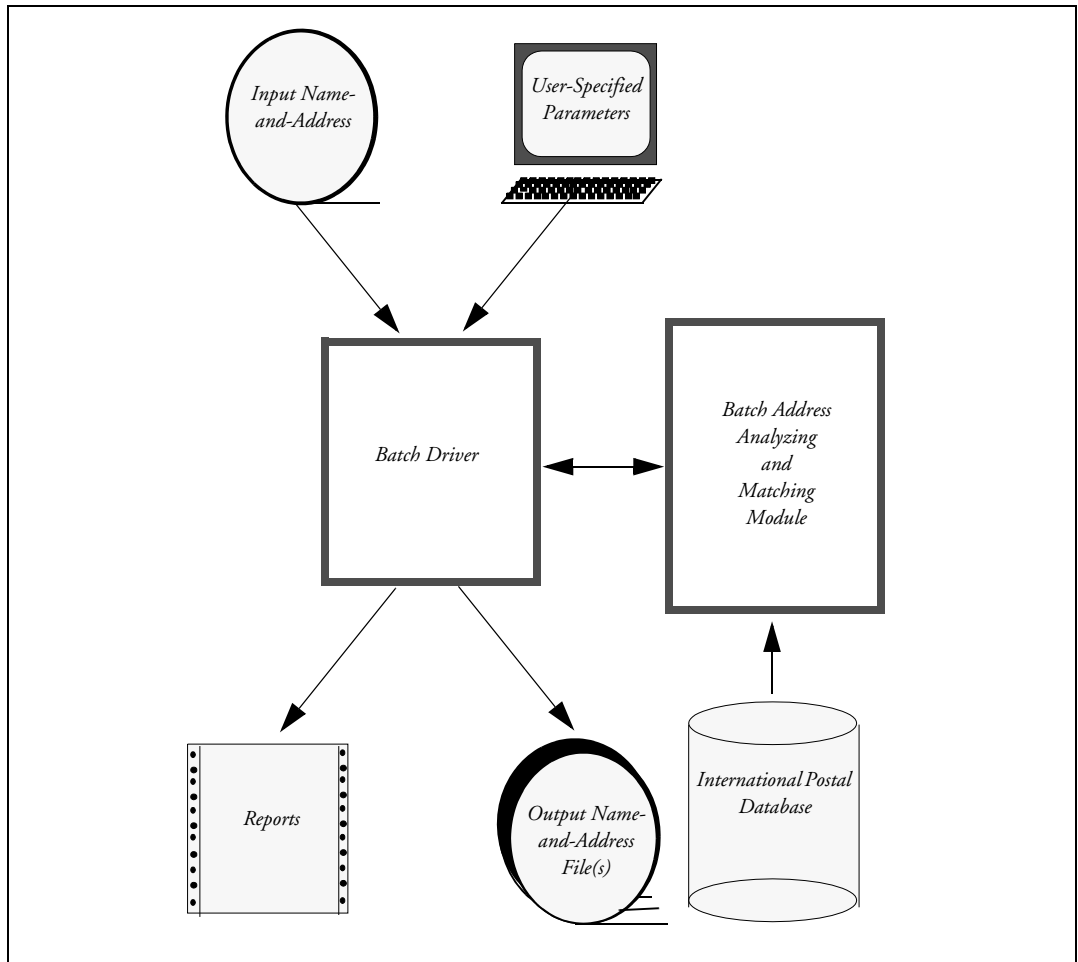 Input Name-
and-Address
User-Specified
Parameters
Batch Driver
Batch Address
Analyzing
and
Matching
Module
Reports
Output Name-
and-Address
File(s)
International Postal
Database